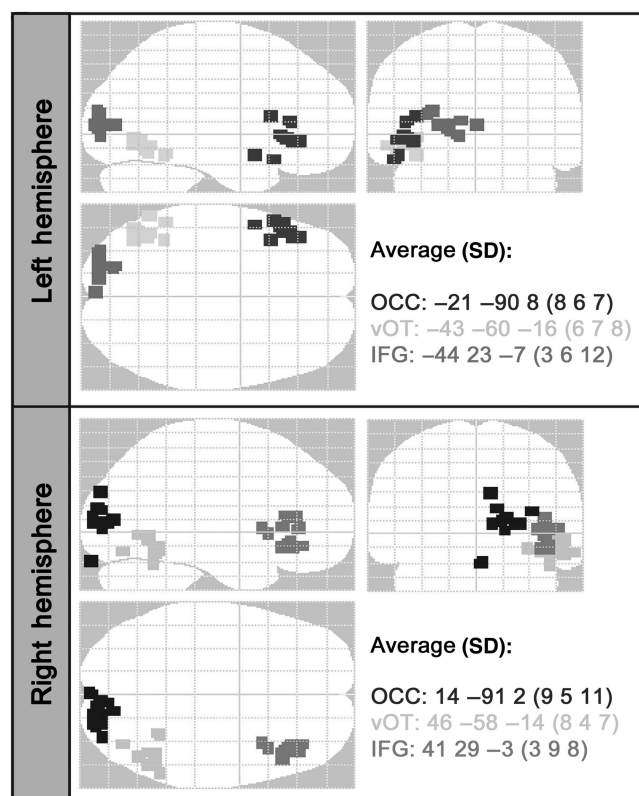 Left hemisphere
Average (SD):
OCC: –21 –90 8 (8 6 7)
vOT: –43 –60 –16 (6 7 8)
IFG: –44 23 –7 (3 6 12)
Right hemisphere
Average (SD):
OCC: 14 –91 2 (9 5 11)
vOT: 46 –58 –14 (8 4 7)
IFG: 41 29 –3 (3 9 8)